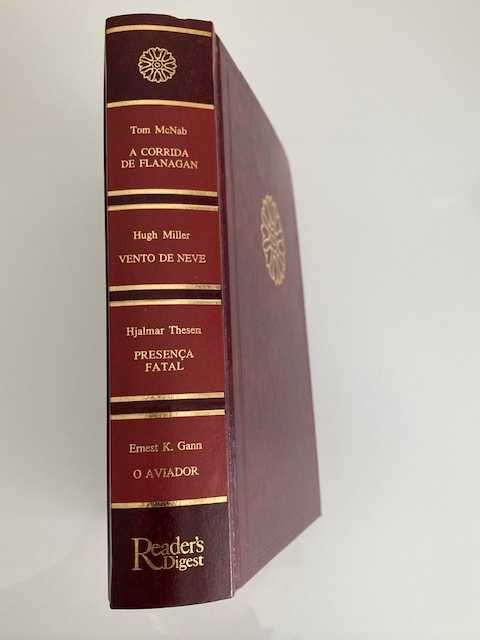 Tom McNab
A CORRIDA
DE FLANAGAN
Hugh Miller
VENTO DE NEVE
Hjalmar Thesen
PRESENÇA
FATAL
Ernest K. Gann
O AVIADOR
Reader's
Digest